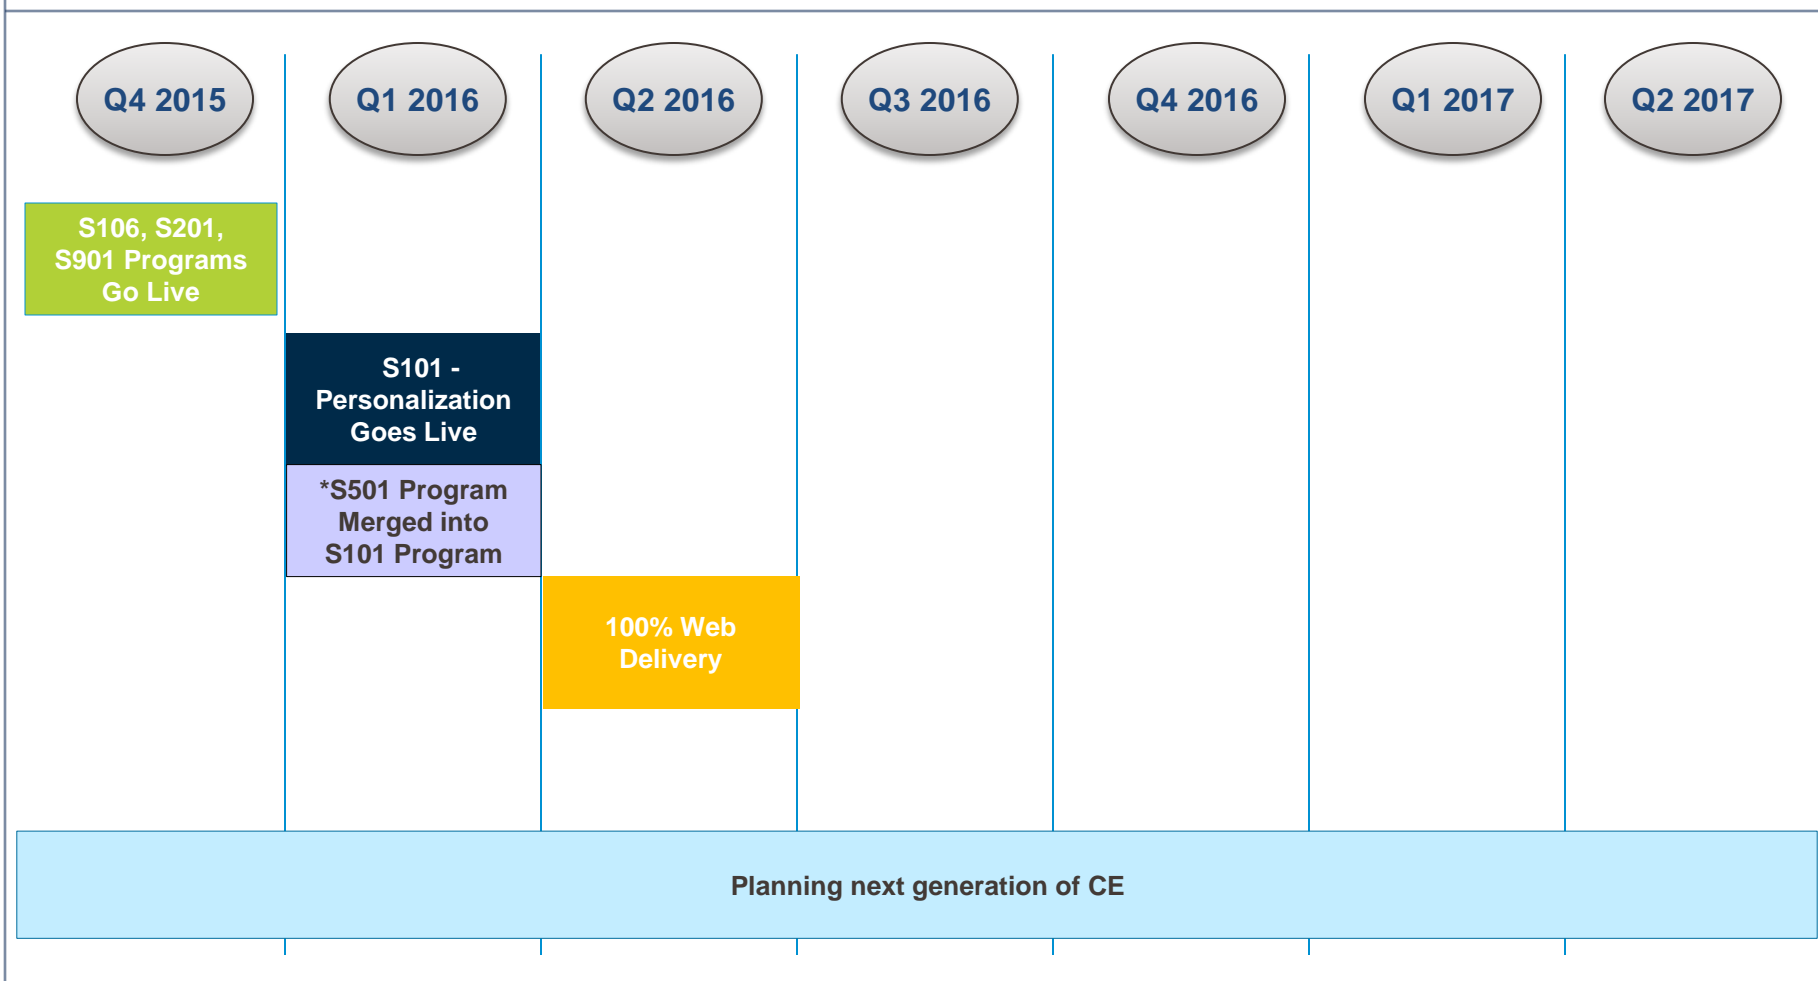 Q4 2015
Q1 2016
Q2 2016
Q3 2016
Q4 2016
Q1 2017
Q2 2017
S106, S201,
S901 Programs
Go Live
S101 -
Personalization
Goes Live
*S501 Program
Merged into
S101 Program
100% Web
Delivery
Planning next generation of CE